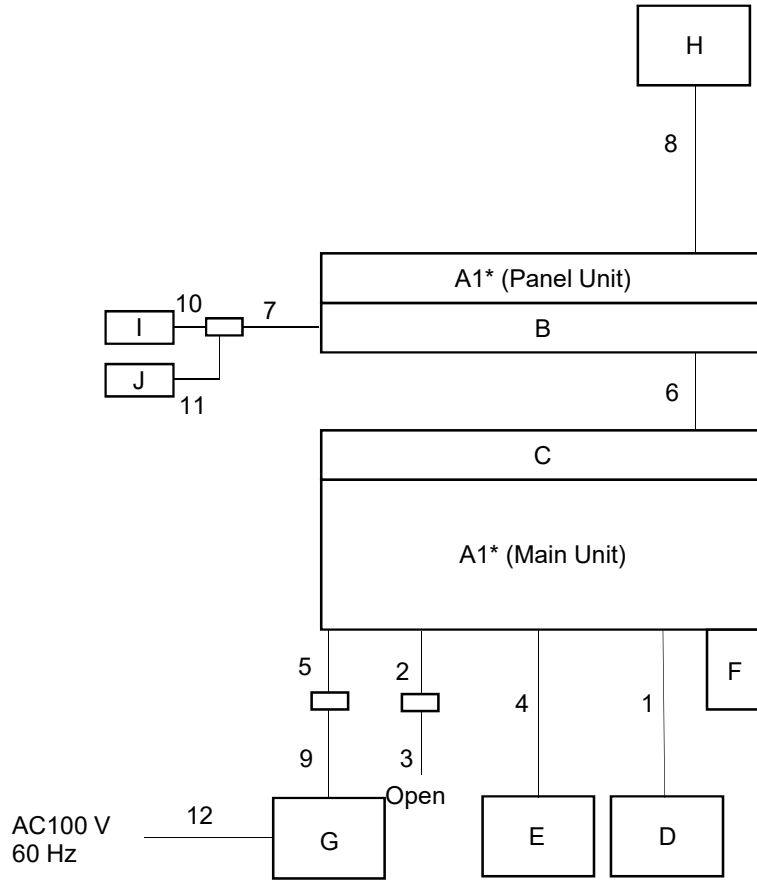 H
8
A1* (Panel Unit)
10
7
I
B
J
11
6
C
A1* (Main Unit)
5
2
4
1
F
9
3
Open
12
AC100 V
60 Hz
G
E
D